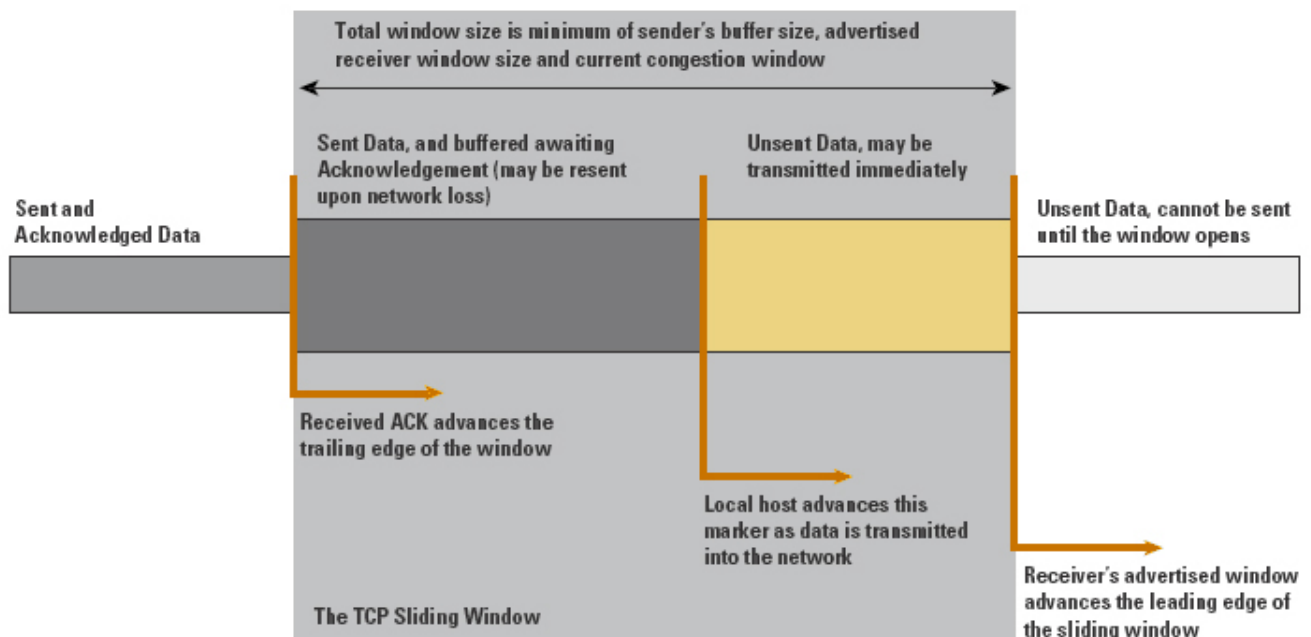 Total window size is minimum of sender's buffer size, advertised
receiver window size and current congestion window
Sent Data, and buffered awaiting
Acknowledgement (may be resent
upon network loss)
Unsent Data, may be
transmitted immediately
Sent and
Acknowledged Data
Unsent Data, cannot be sent
until the window opens
Received ACK advances the
trailing edge of the window
Local host advances this
marker as data is transmitted
into the network
Receiver's advertised window
advances the leading edge of
the sliding window
The TCP Sliding Window